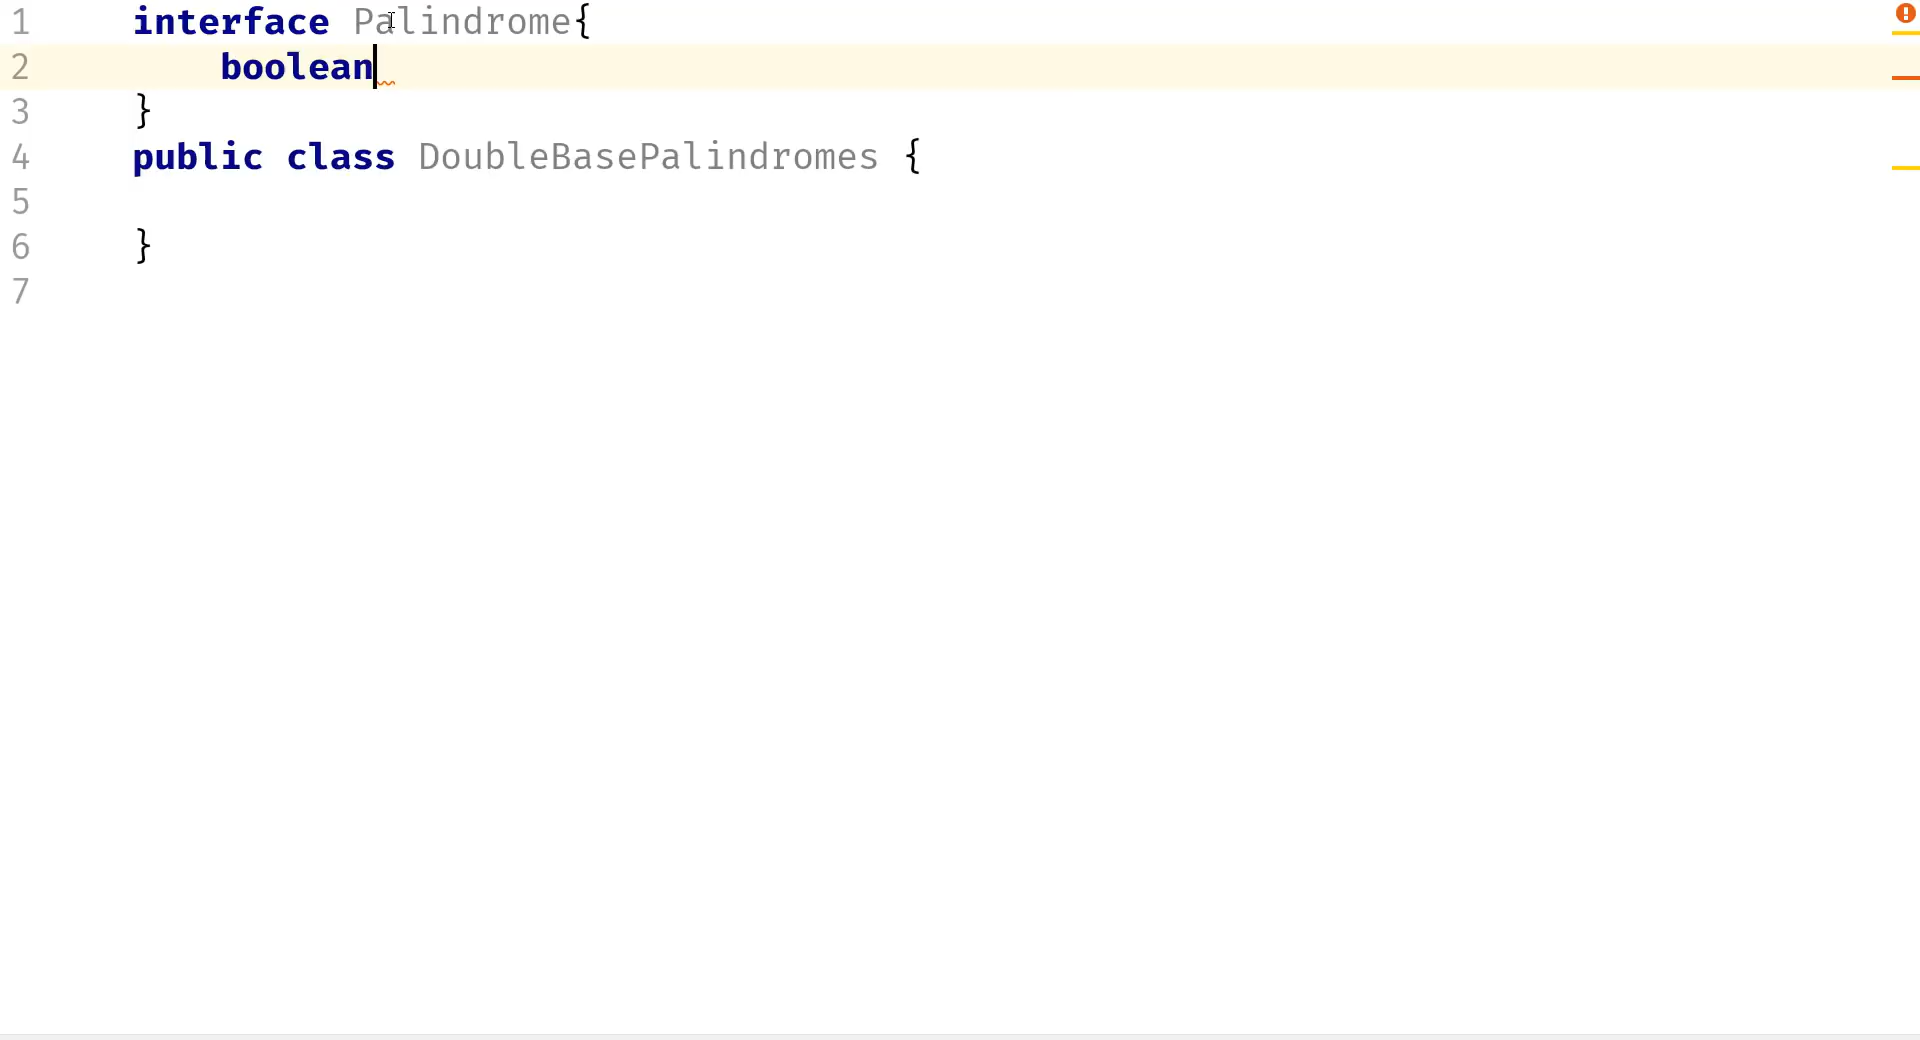 1 interface Palindrome{
2 boolean
3 }
4 public class DoubleBasePalindromes {
5
6 }
7